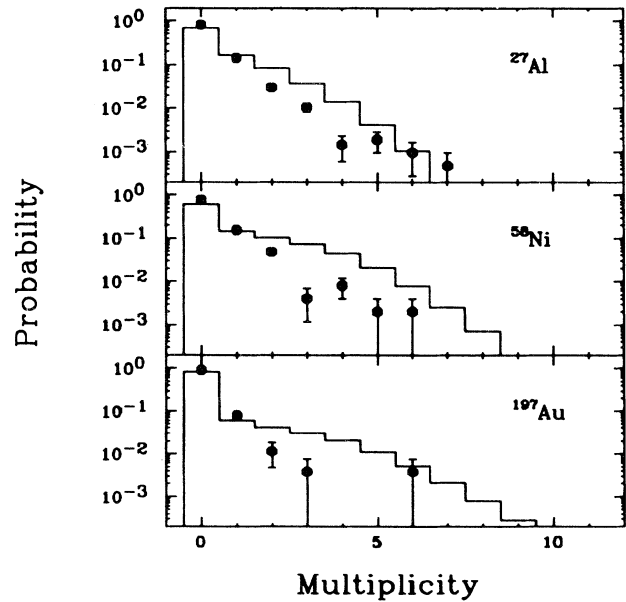 10⁰
10⁻¹
10⁻²
10⁻³
²⁷Al
10⁰
10⁻¹
10⁻²
10⁻³
⁵⁸Ni
10⁰
10⁻¹
10⁻²
10⁻³
¹⁹⁷Au
Probability
0 5 10
Multiplicity